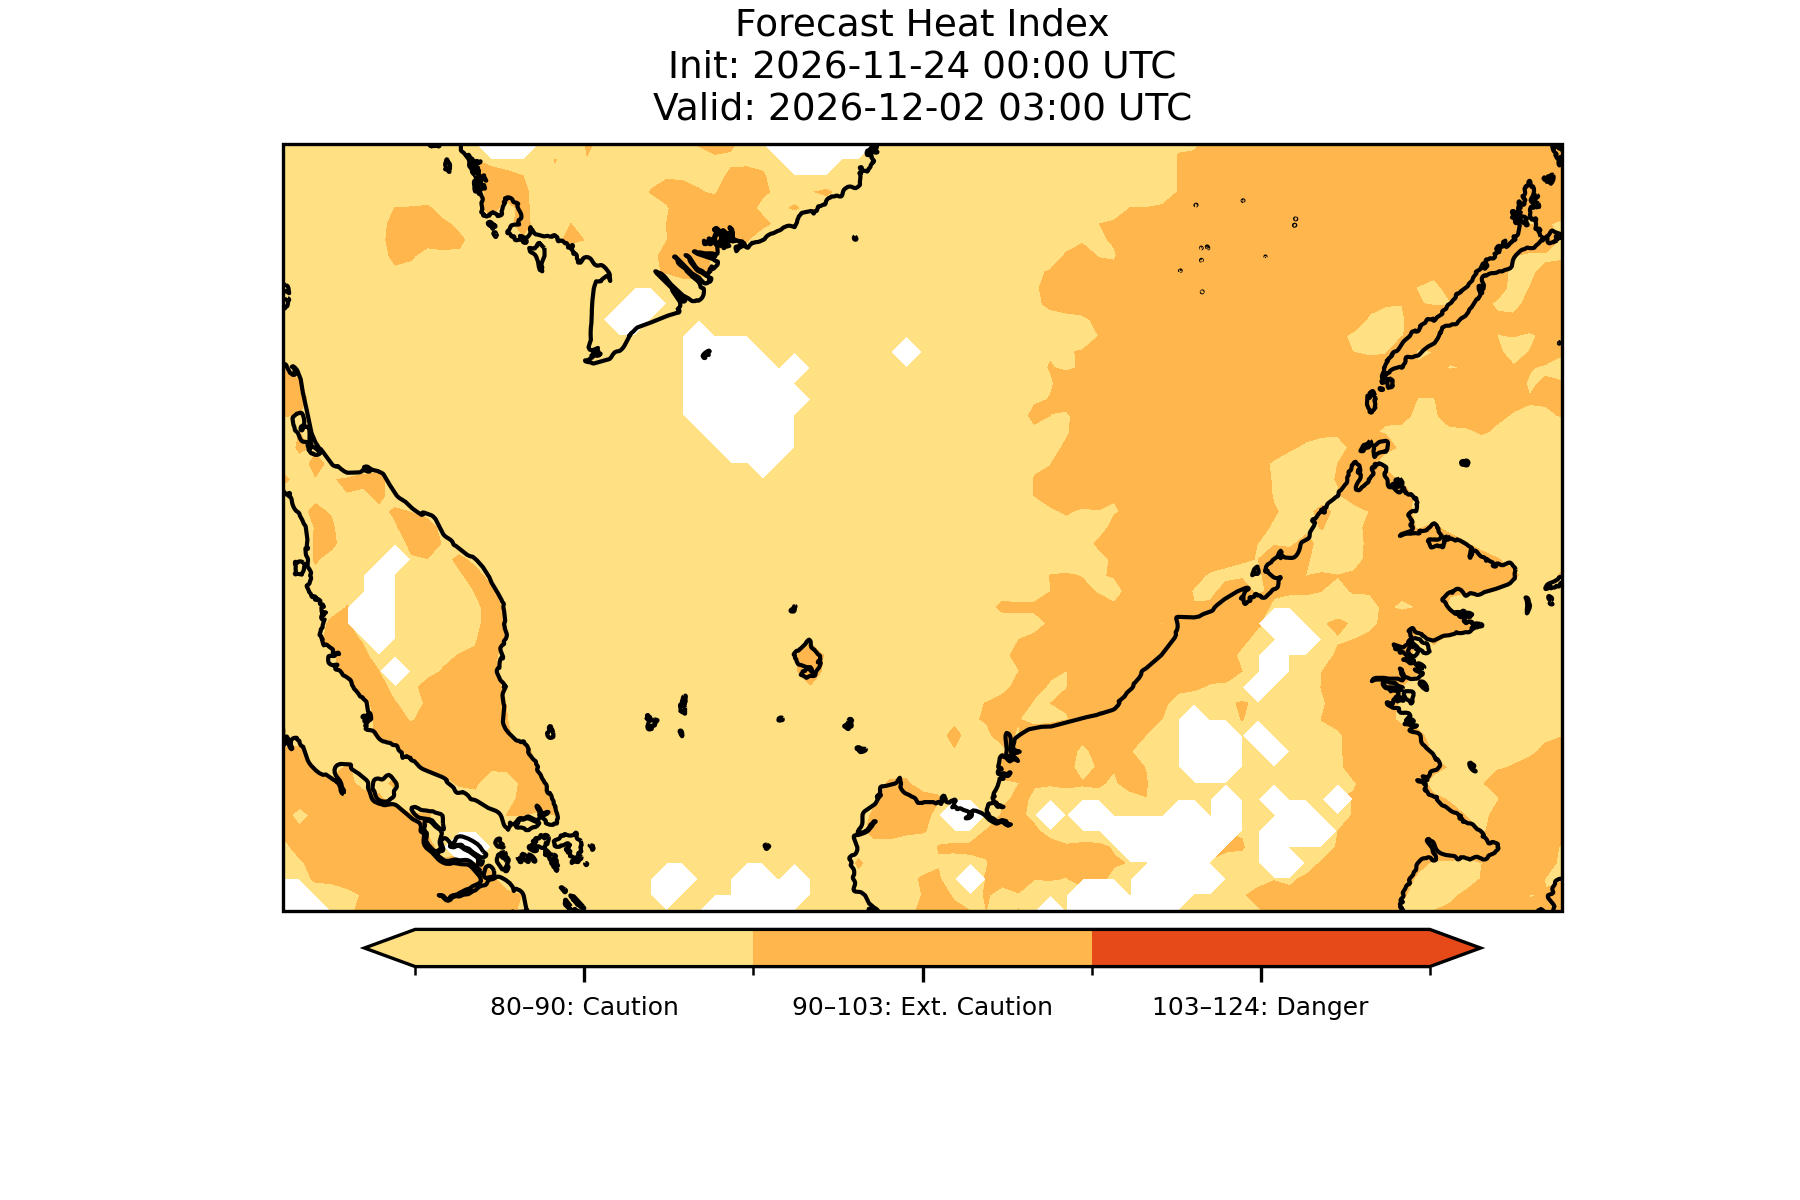 Forecast Heat Index
Init: 2026-11-24 00:00 UTC
Valid: 2026-12-02 03:00 UTC
80–90: Caution
90–103: Ext. Caution
103–124: Danger